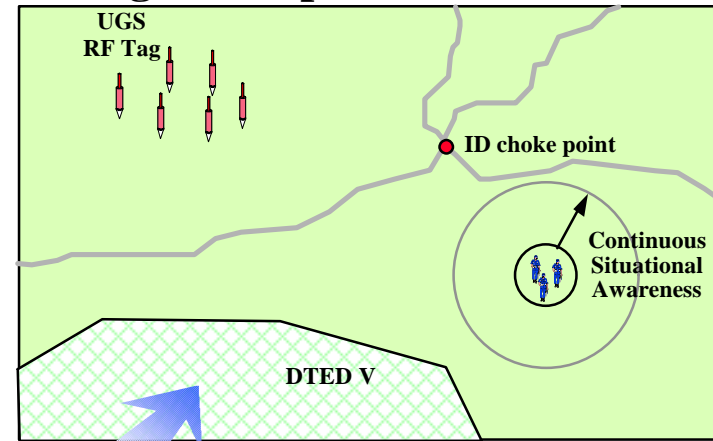 UGS
RF Tag
ID choke point
Continuous
Situational
Awareness
DTED V